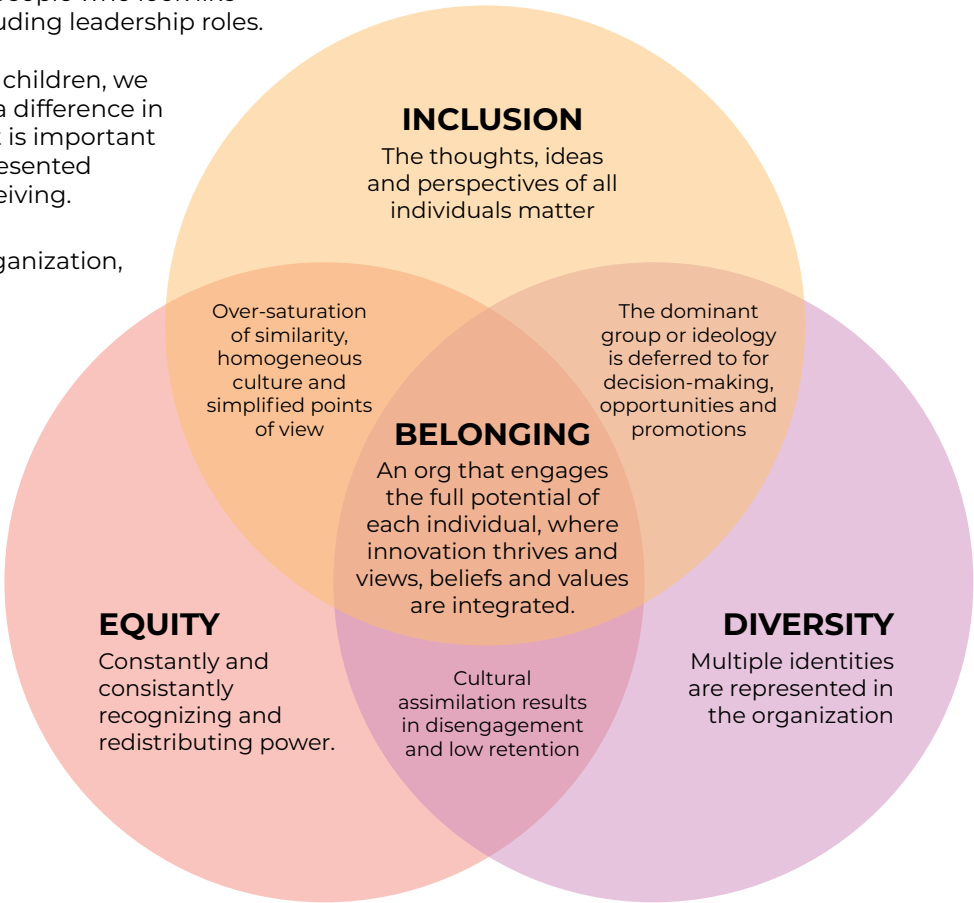 uding leadership roles.
children, we
a difference in
is important
esented
eiving.
ganization,
INCLUSION
The thoughts, ideas
and perspectives of all
individuals matter
Over-saturation
of similarity,
homogeneous
culture and
simplified points
of view
The dominant
group or ideology
is deferred to for
decision-making,
opportunities and
promotions
BELONGING
An org that engages
the full potential of
each individual, where
innovation thrives and
views, beliefs and values
are integrated.
EQUITY
Constantly and
consistantly
recognizing and
redistributing power.
DIVERSITY
Multiple identities
are represented in
the organization
Cultural
assimilation results
in disengagement
and low retention